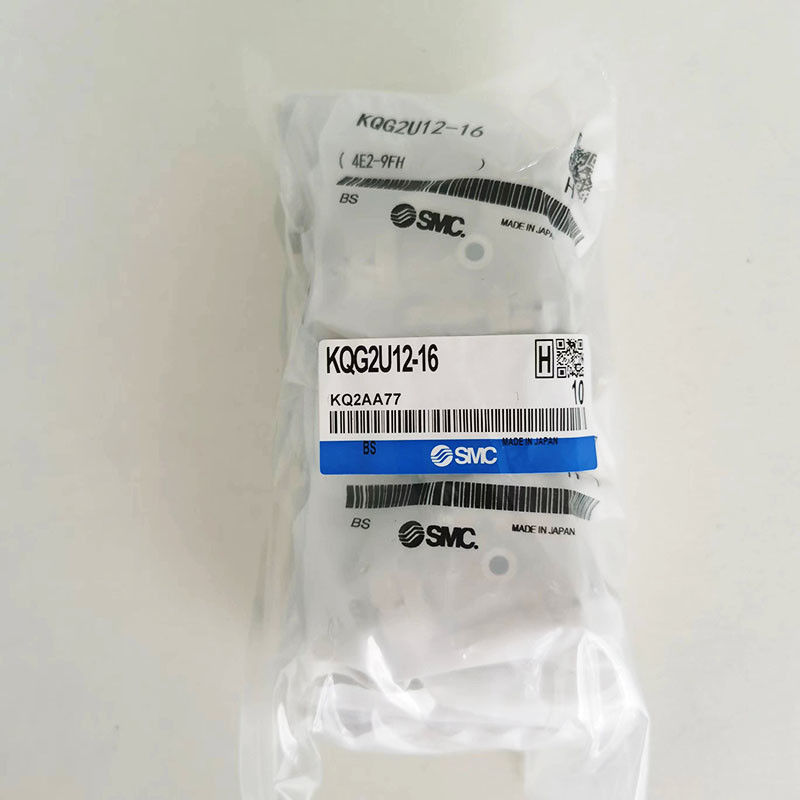 KQG2U12-16
( 4E2-9FH )
H
BS
SMC.
MADE IN JAPAN
KQG2U12-16
H
KQ2AA77
10
BS
MADE IN JAPAN
SMC
BS
SMC.
MADE IN JAPAN